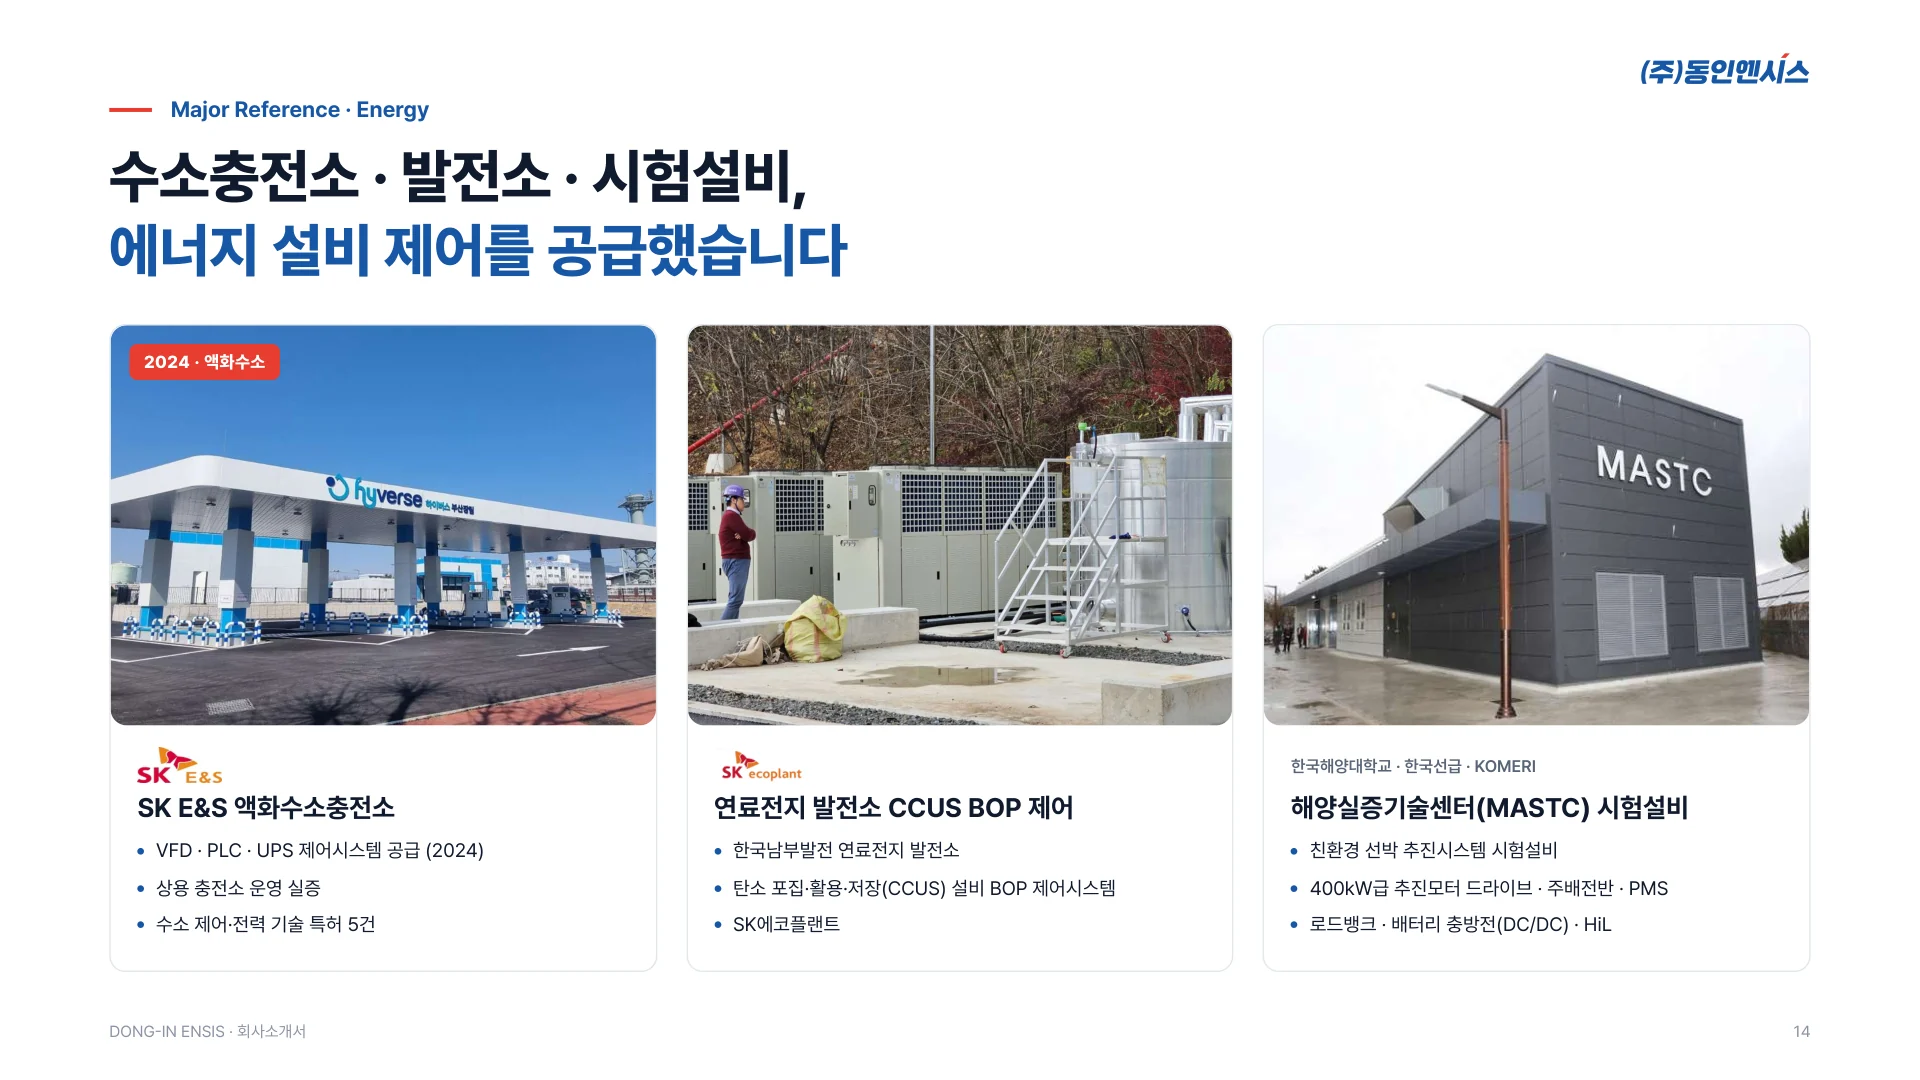 (주)동인엔시스
Major Reference · Energy
수소충전소 · 발전소 · 시험설비,
에너지 설비 제어를 공급했습니다
2024 · 액화수소
hyverse 하이버스 부산광림
MASTC
SK E&S
SK E&S 액화수소충전소
VFD · PLC · UPS 제어시스템 공급 (2024)
상용 충전소 운영 실증
수소 제어·전력 기술 특허 5건
SK ecoplant
연료전지 발전소 CCUS BOP 제어
한국남부발전 연료전지 발전소
탄소 포집·활용·저장(CCUS) 설비 BOP 제어시스템
SK에코플랜트
한국해양대학교 · 한국선급 · KOMERI
해양실증기술센터(MASTC) 시험설비
친환경 선박 추진시스템 시험설비
400kW급 추진모터 드라이브 · 주배전반 · PMS
로드뱅크 · 배터리 충방전(DC/DC) · HiL
DONG-IN ENSIS · 회사소개서
14